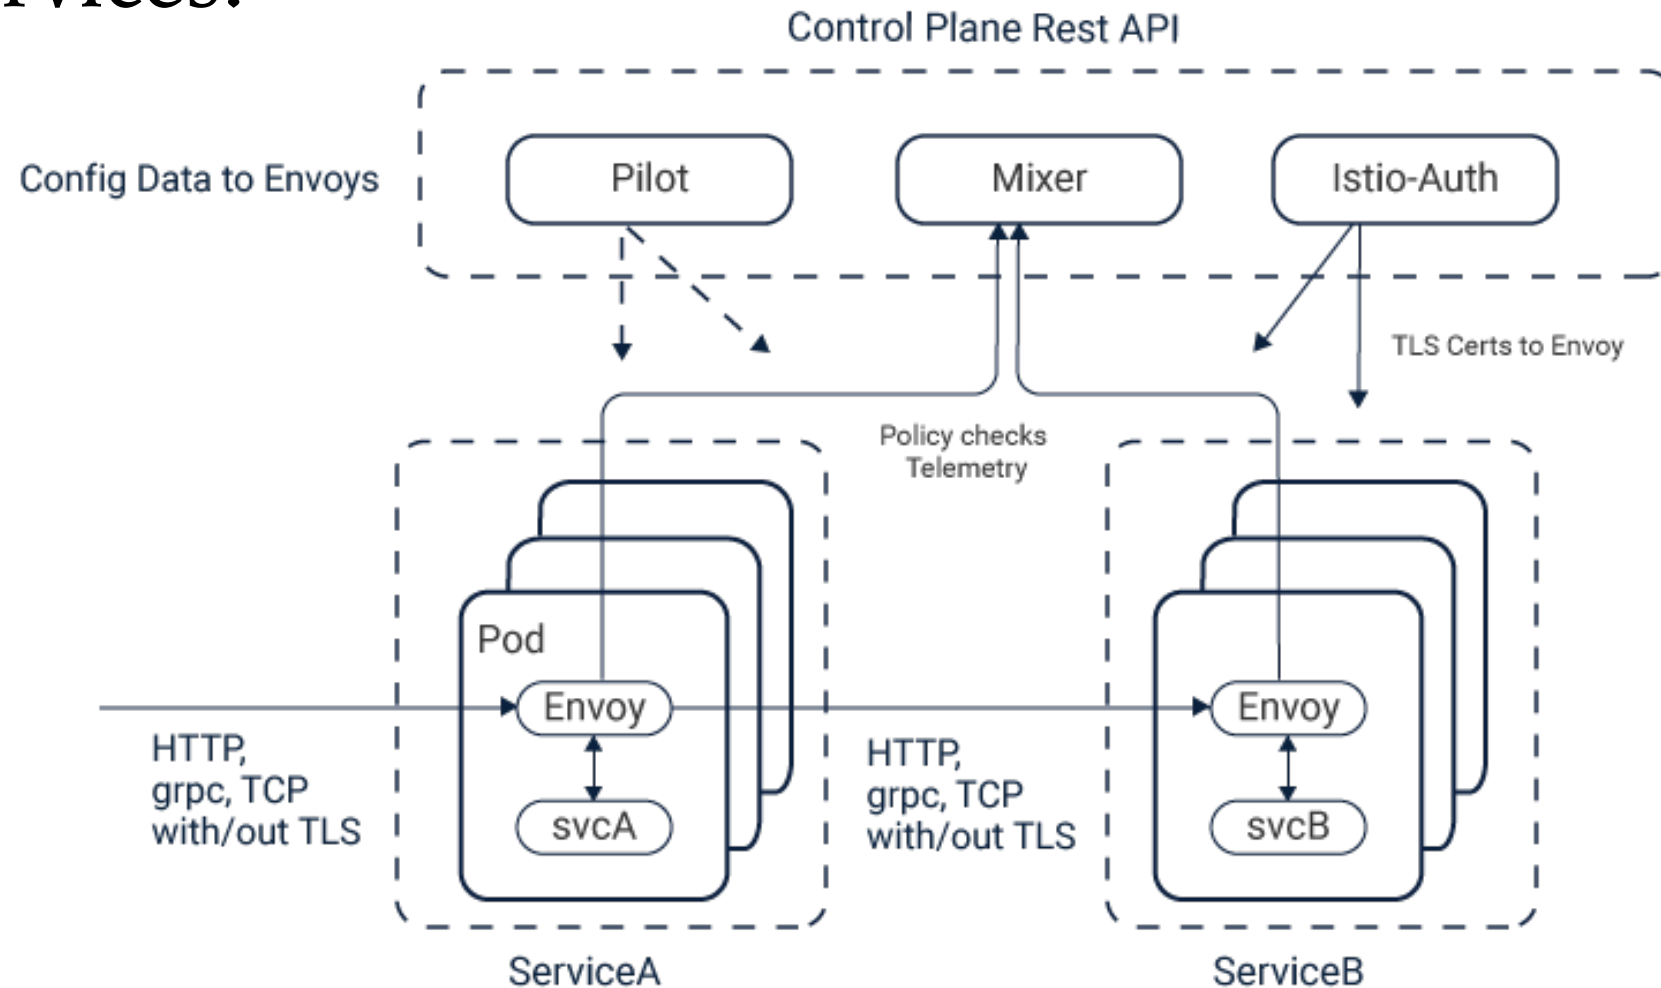 rvices.
Control Plane Rest API
Config Data to Envoys
Pilot
Mixer
Istio-Auth
TLS Certs to Envoy
Policy checks
Telemetry
Pod
Envoy
Envoy
HTTP,
grpc, TCP
with/out TLS
svcA
HTTP,
grpc, TCP
with/out TLS
svcB
ServiceA
ServiceB